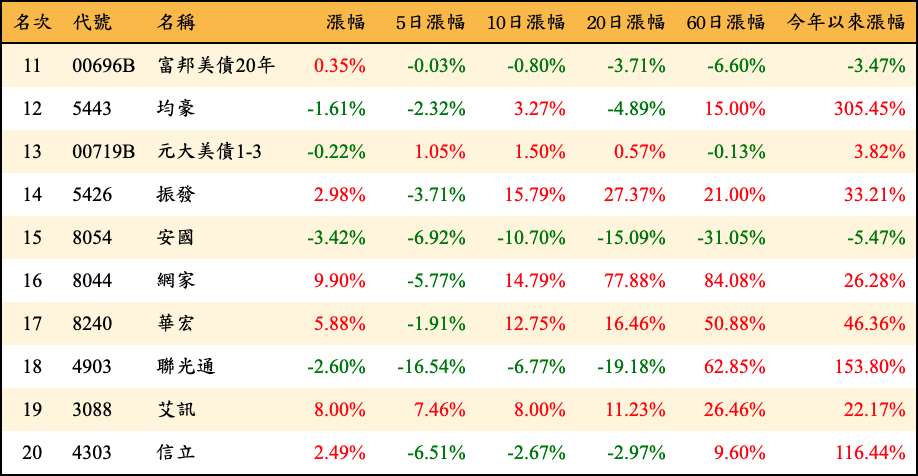 名次 代號 名稱 漲幅 5日漲幅 10日漲幅 20日漲幅 60日漲幅 今年以來漲幅
11 00696B 富邦美債20年 0.35% -0.03% -0.80% -3.71% -6.60% -3.47%
12 5443 均豪 -1.61% -2.32% 3.27% -4.89% 15.00% 305.45%
13 00719B 元大美債1-3 -0.22% 1.05% 1.50% 0.57% -0.13% 3.82%
14 5426 振發 2.98% -3.71% 15.79% 27.37% 21.00% 33.21%
15 8054 安國 -3.42% -6.92% -10.70% -15.09% -31.05% -5.47%
16 8044 網家 9.90% -5.77% 14.79% 77.88% 84.08% 26.28%
17 8240 華宏 5.88% -1.91% 12.75% 16.46% 50.88% 46.36%
18 4903 聯光通 -2.60% -16.54% -6.77% -19.18% 62.85% 153.80%
19 3088 艾訊 8.00% 7.46% 8.00% 11.23% 26.46% 22.17%
20 4303 信立 2.49% -6.51% -2.67% -2.97% 9.60% 116.44%